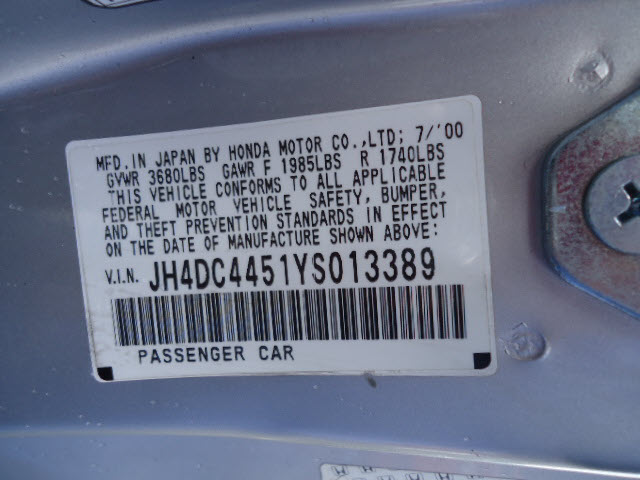 MFD. IN JAPAN BY HONDA MOTOR CO.,LTD; 7/'00
GVWR 3680LBS GAWR F 1985LBS R 1740LBS
THIS VEHICLE CONFORMS TO ALL APPLICABLE
FEDERAL MOTOR VEHICLE SAFETY, BUMPER,
AND THEFT PREVENTION STANDARDS IN EFFECT
ON THE DATE OF MANUFACTURE SHOWN ABOVE:
V.I.N. JH4DC4451YS013389
PASSENGER CAR